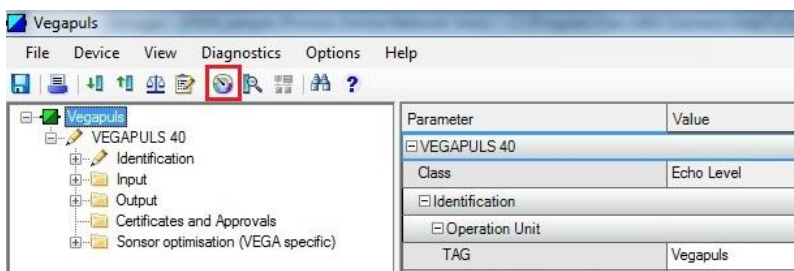 Vegapuls
File Device View Diagnostics Options Help
?
Vegapuls
VEGAPULS 40
Identification
Input
Output
Certificates and Approvals
Sonsor optimisation (VEGA specific)
Parameter Value
VEGAPULS 40
Class Echo Level
Identification
Operation Unit
TAG Vegapuls